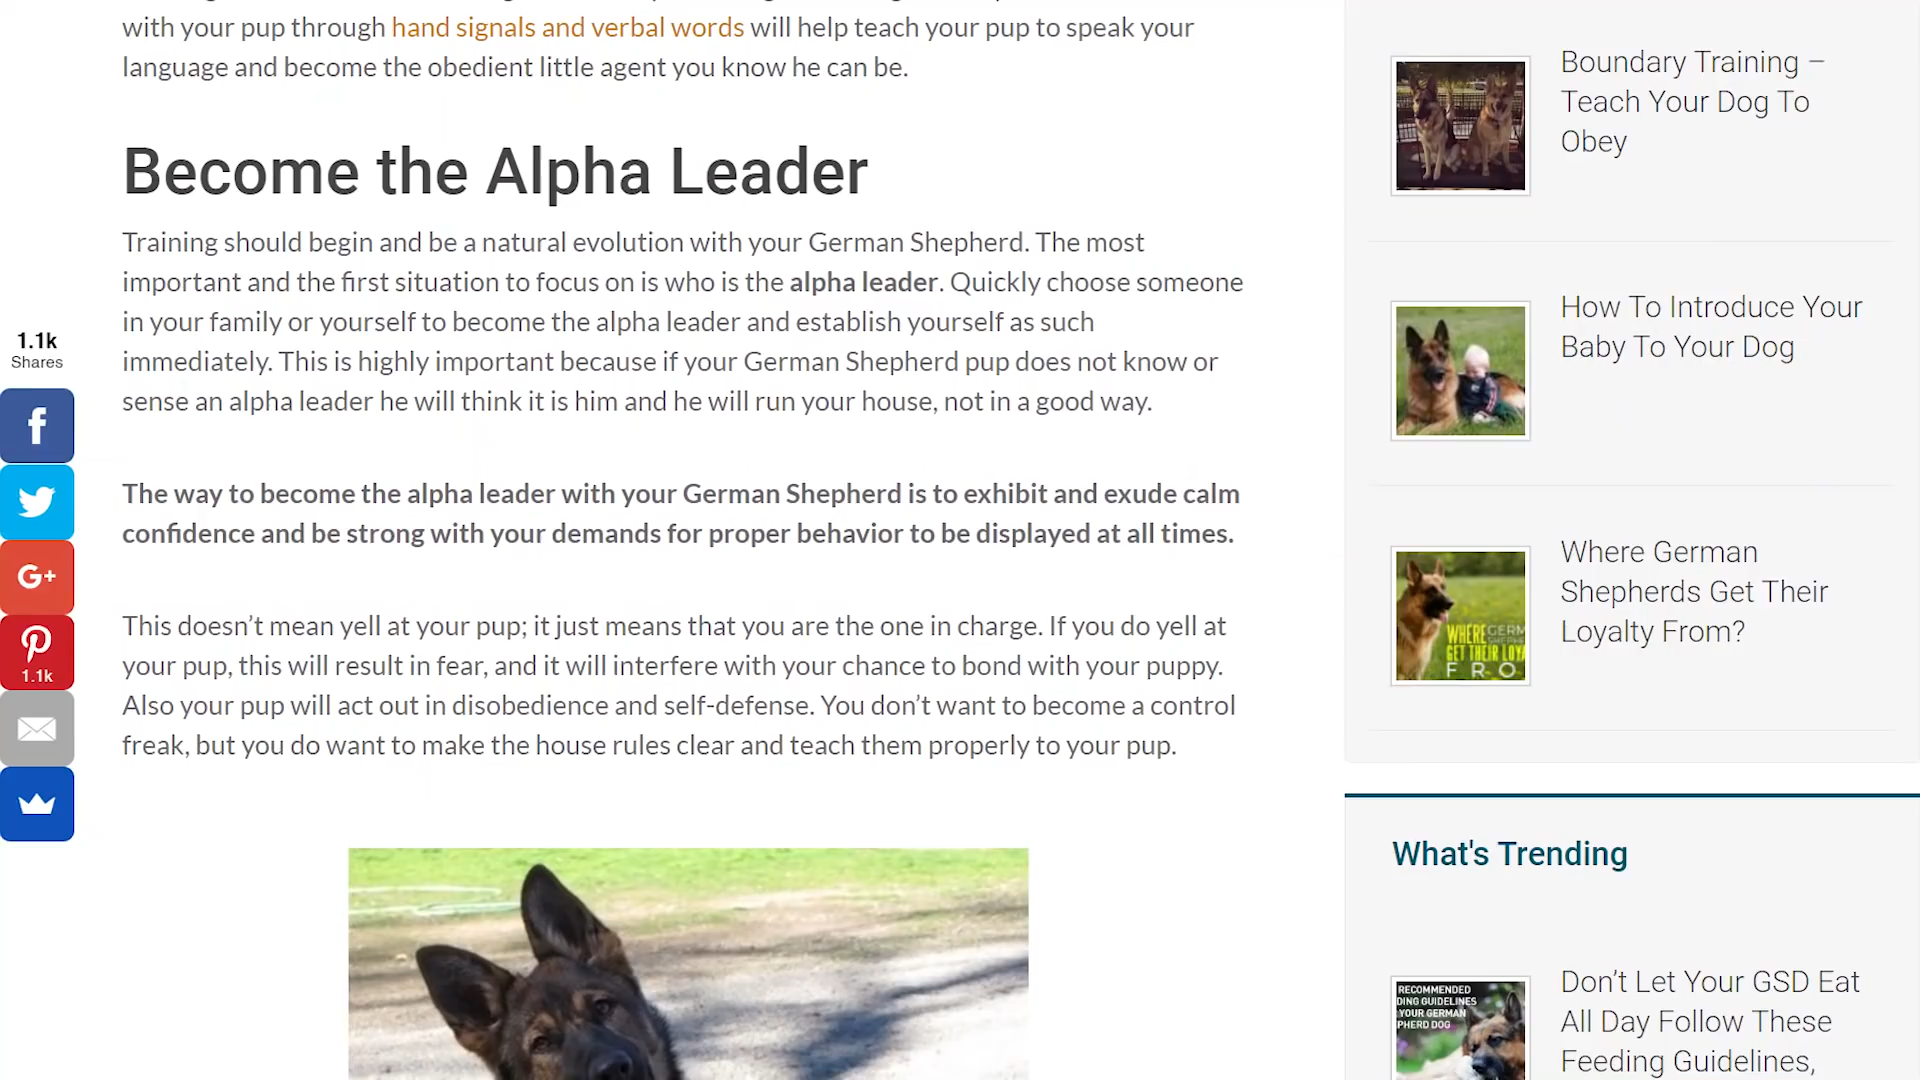 with your pup through hand signals and verbal words will help teach your pup to speak your
language and become the obedient little agent you know he can be.
Become the Alpha Leader
Training should begin and be a natural evolution with your German Shepherd. The most
important and the first situation to focus on is who is the alpha leader. Quickly choose someone
in your family or yourself to become the alpha leader and establish yourself as such
immediately. This is highly important because if your German Shepherd pup does not know or
sense an alpha leader he will think it is him and he will run your house, not in a good way.
The way to become the alpha leader with your German Shepherd is to exhibit and exude calm
confidence and be strong with your demands for proper behavior to be displayed at all times.
This doesn’t mean yell at your pup; it just means that you are the one in charge. If you do yell at
your pup, this will result in fear, and it will interfere with your chance to bond with your puppy.
Also your pup will act out in disobedience and self-defense. You don’t want to become a control
freak, but you do want to make the house rules clear and teach them properly to your pup.
1.1k
Shares
f
G+
1.1k
Boundary Training –
Teach Your Dog To
Obey
How To Introduce Your
Baby To Your Dog
WHERE GERM
GET THEIR LOYA
FRO
Where German
Shepherds Get Their
Loyalty From?
What's Trending
RECOMMENDED
DING GUIDELINES
YOUR GERMAN
PHERD DOG
Don’t Let Your GSD Eat
All Day Follow These
Feeding Guidelines,